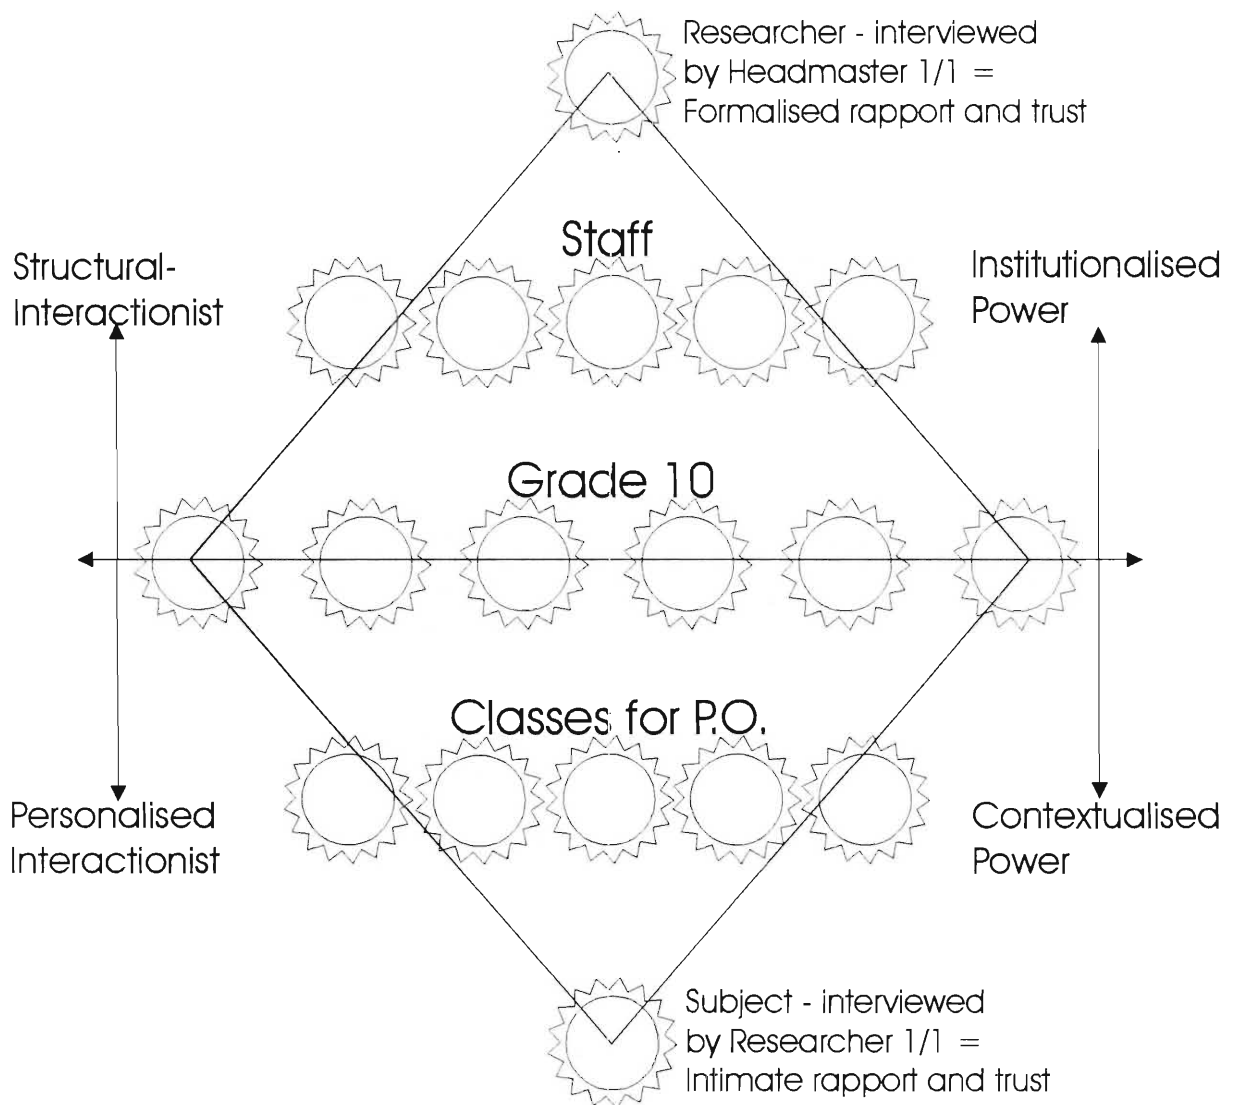 Researcher - interviewed
by Headmaster 1/1 =
Formalised rapport and trust
Staff
Structural-
Interactionist
Institutionalised
Power
Grade 10
Classes for P.O.
Personalised
Interactionist
Contextualised
Power
Subject - interviewed
by Researcher 1/1 =
Intimate rapport and trust